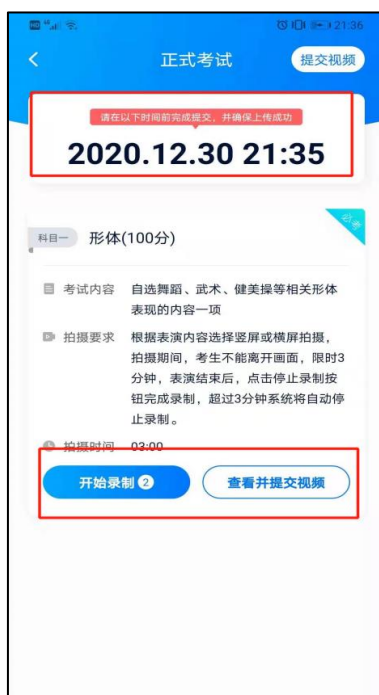 HD 4G 21:36
正式考试
提交视频
请在以下时间前完成提交，并确保上传成功
2020.12.30 21:35
必考
科目一 形体(100分)
考试内容 自选舞蹈、武术、健美操等相关形体
表现的内容一项
拍摄要求 根据表演内容选择竖屏或横屏拍摄，
拍摄期间，考生不能离开画面，限时3
分钟，表演结束后，点击停止录制按
钮完成录制，超过3分钟系统将自动停
止录制。
拍摄时间 03:00
开始录制 2 查看并提交视频